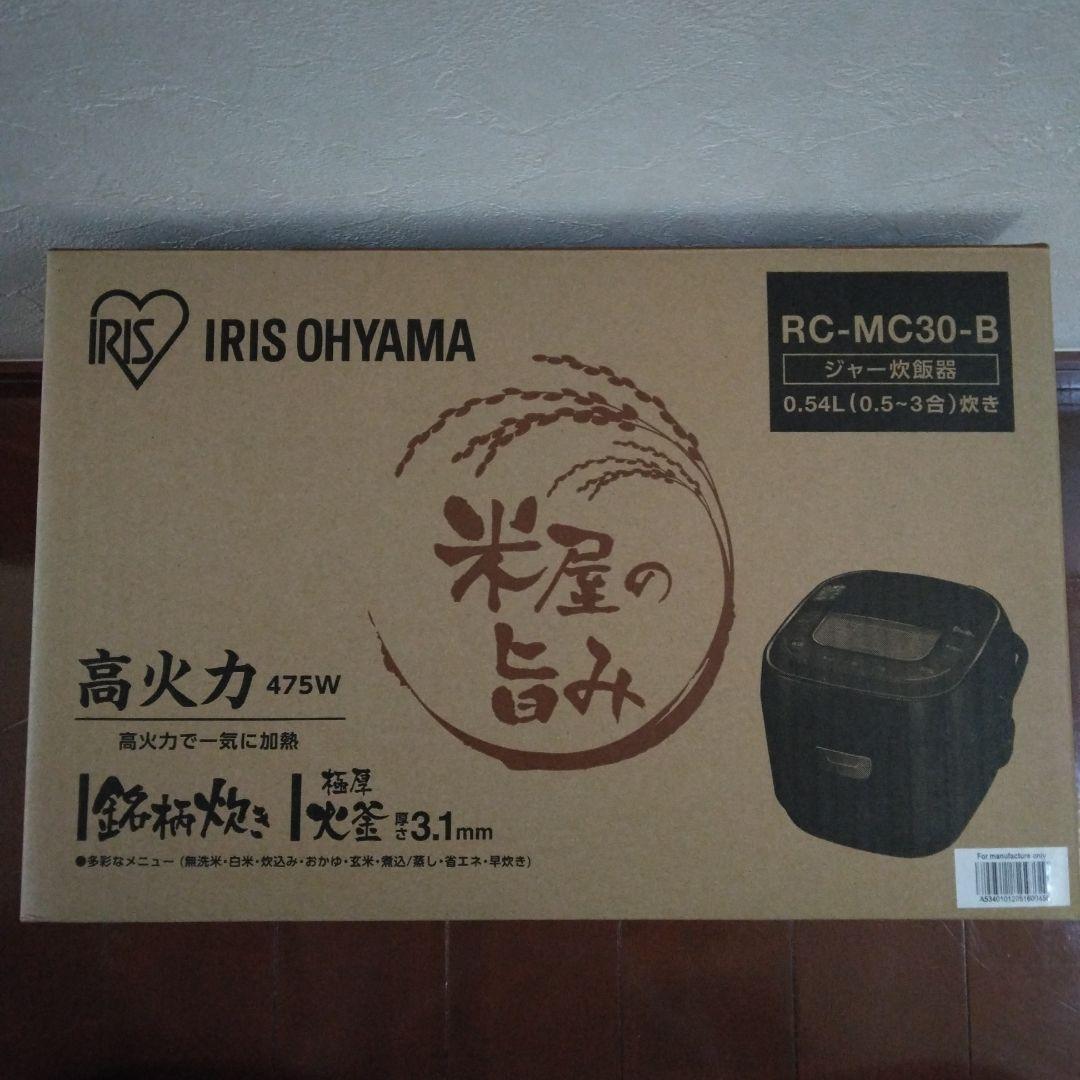 IRIS
IRIS OHYAMA
RC-MC30-B
ジャー炊飯器
0.54L(0.5~3合)炊き
米屋の
旨み
高火力 475W
高火力で一気に加熱
銘柄炊き
極厚
火釜 厚さ3.1mm
●多彩なメニュー (無洗米・白米・炊込み・おかゆ・玄米・煮込/蒸し・省エネ・早炊き)
For manufacture only